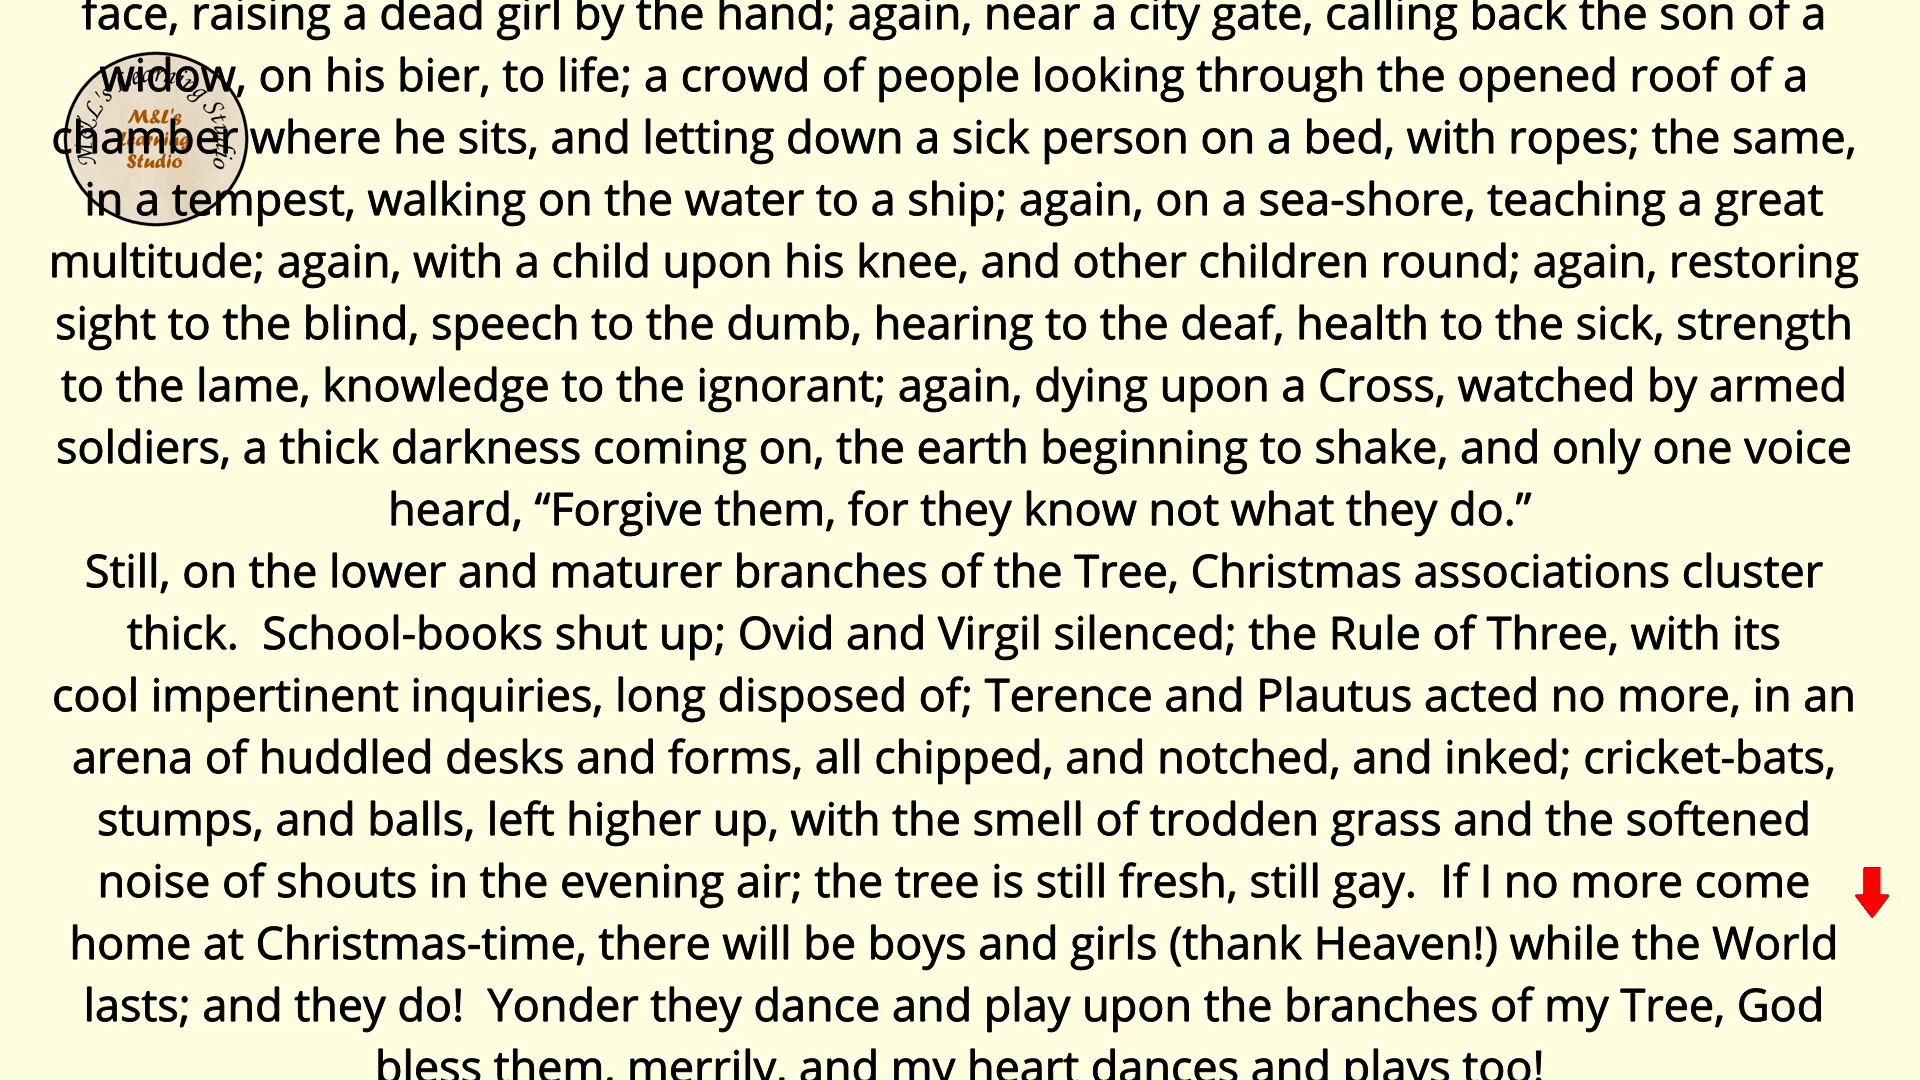 face, raising a dead girl by the hand; again, near a city gate, calling back the son of a
widow, on his bier, to life; a crowd of people looking through the opened roof of a
chamber where he sits, and letting down a sick person on a bed, with ropes; the same,
in a tempest, walking on the water to a ship; again, on a sea-shore, teaching a great
multitude; again, with a child upon his knee, and other children round; again, restoring
sight to the blind, speech to the dumb, hearing to the deaf, health to the sick, strength
to the lame, knowledge to the ignorant; again, dying upon a Cross, watched by armed
soldiers, a thick darkness coming on, the earth beginning to shake, and only one voice
heard, “Forgive them, for they know not what they do.”
Still, on the lower and maturer branches of the Tree, Christmas associations cluster
thick.  School-books shut up; Ovid and Virgil silenced; the Rule of Three, with its
cool impertinent inquiries, long disposed of; Terence and Plautus acted no more, in an
arena of huddled desks and forms, all chipped, and notched, and inked; cricket-bats,
stumps, and balls, left higher up, with the smell of trodden grass and the softened
noise of shouts in the evening air; the tree is still fresh, still gay.  If I no more come
home at Christmas-time, there will be boys and girls (thank Heaven!) while the World
lasts; and they do!  Yonder they dance and play upon the branches of my Tree, God
bless them, merrily, and my heart dances and plays too!
M&L's Learning Studio
M&L's
Learning
Studio